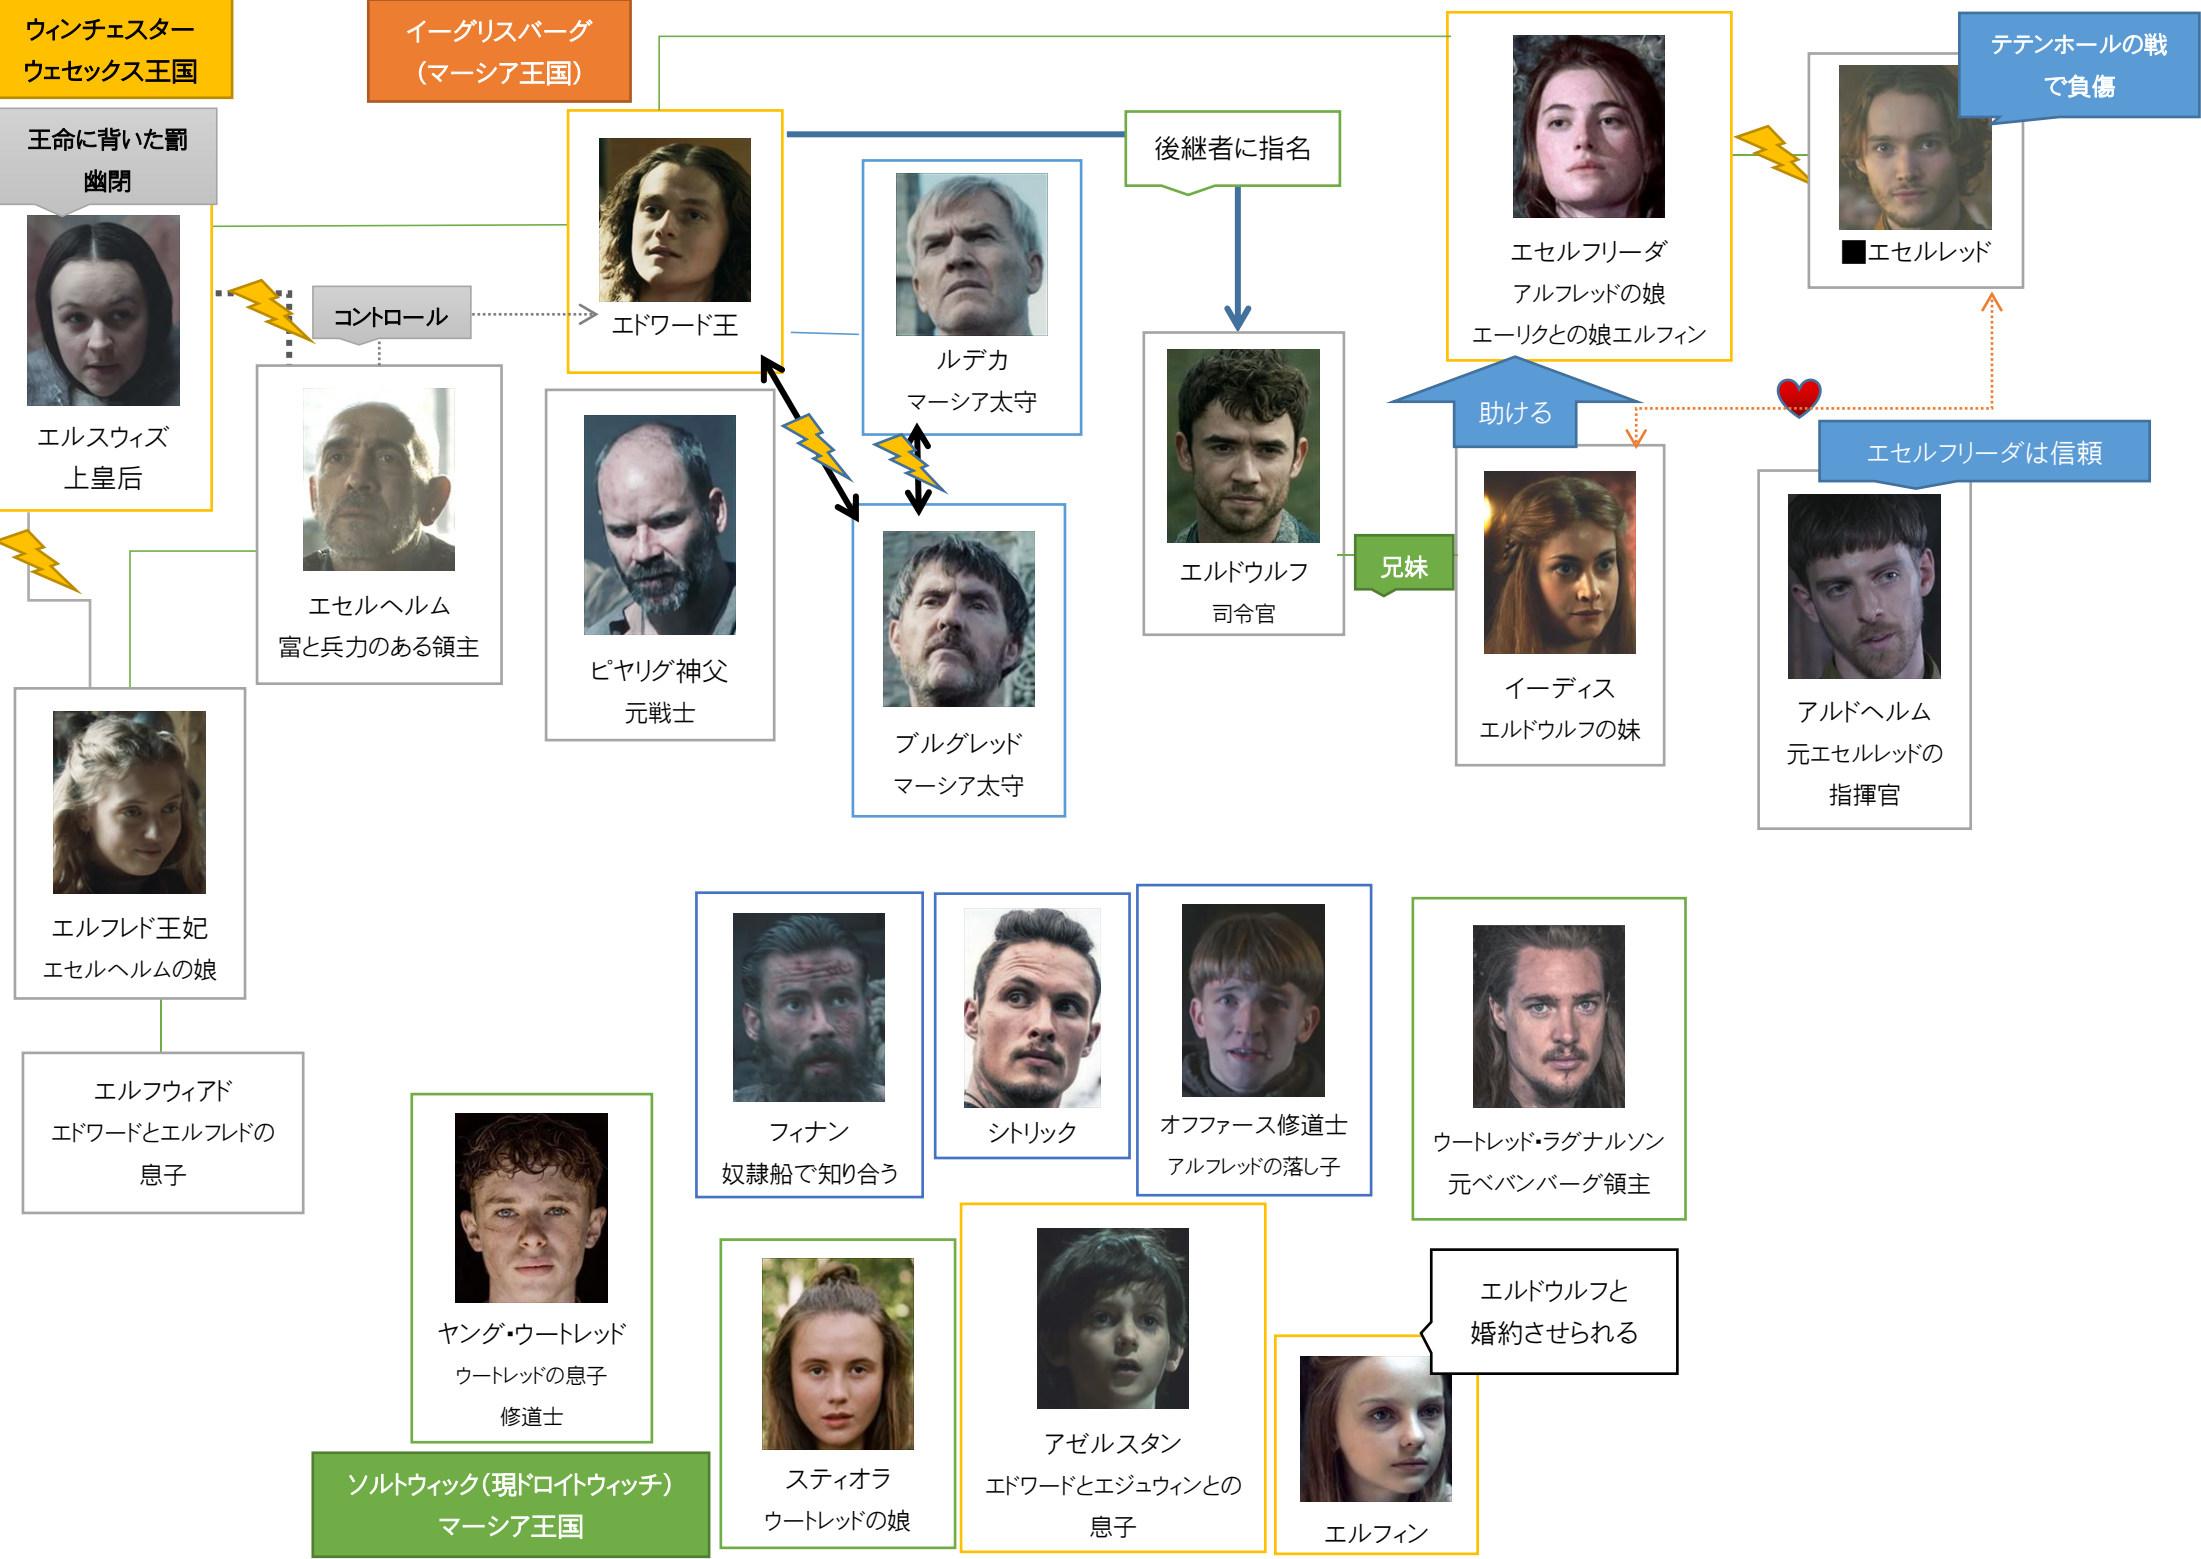 ウィンチェスター
ウェセックス王国
イーグリスバーグ
（マーシア王国）
テテンホールの戦
で負傷
王命に背いた罰
幽閉
後継者に指名
エセルフリーダ
アルフレッドの娘
エーリクとの娘エルフィン
■エセルレッド
コントロール
エドワード王
ルデカ
マーシア太守
エルスウィズ
上皇后
助ける
エセルフリーダは信頼
エセルヘルム
富と兵力のある領主
ピヤリグ神父
元戦士
ブルグレッド
マーシア太守
エルドウルフ
司令官
兄妹
イーディス
エルドウルフの妹
アルドヘルム
元エセルレッドの
指揮官
エルフレド王妃
エセルヘルムの娘
エルフウィアド
エドワードとエルフレドの
息子
フィナン
奴隷船で知り合う
シトリック
オフファース修道士
アルフレッドの落し子
ウートレッド・ラグナルソン
元ベバンバーグ領主
ヤング・ウートレッド
ウートレッドの息子
修道士
スティオラ
ウートレッドの娘
アゼルスタン
エドワードとエジュウィンとの
息子
エルドウルフと
婚約させられる
エルフィン
ソルトウィック（現ドロイトウィッチ）
マーシア王国